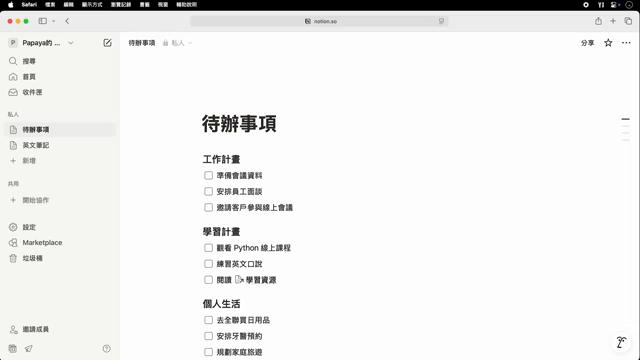 Safari 檔案 編輯 顯示方式 瀏覽記錄 書籤 視窗 輔助說明
notion.so
P Papaya的 ...
待辦事項 私人
分享
搜尋
首頁
收件匣
私人
待辦事項
英文筆記
新增
共用
開始協作
設定
Marketplace
垃圾桶
邀請成員
待辦事項
工作計畫
準備會議資料
安排員工面談
邀請客戶參與線上會議
學習計畫
觀看 Python 線上課程
練習英文口說
閱讀 學習資源
個人生活
去全聯買日用品
安排牙醫預約
規劃家庭旅遊